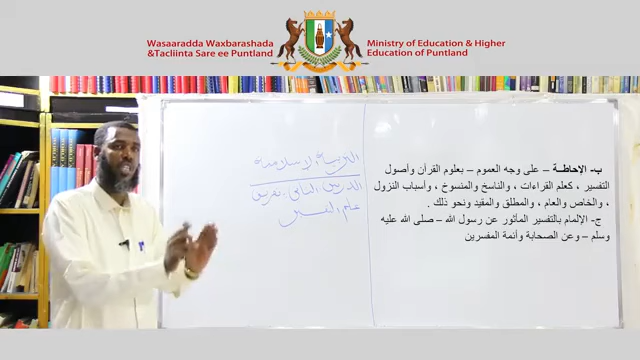 Wasaaradda Waxbarashada
&Tacliinta Sare ee Puntland
Ministry of Education & Higher
Education of Puntland
التربية الإسلامية
الدرس الثاني: تعريف
علم التفسير
ب- الإحاطة – على وجه العموم – بعلوم القرآن وأصول
التفسير ، كعلم القراءات ، والناسخ والمنسوخ ، وأسباب النزول
، والخاص والعام ، والمطلق والمقيد ونحو ذلك .
ج- الإلمام بالتفسير المأثور عن رسول الله – صلى الله عليه
وسلم – وعن الصحابة وأئمة المفسرين